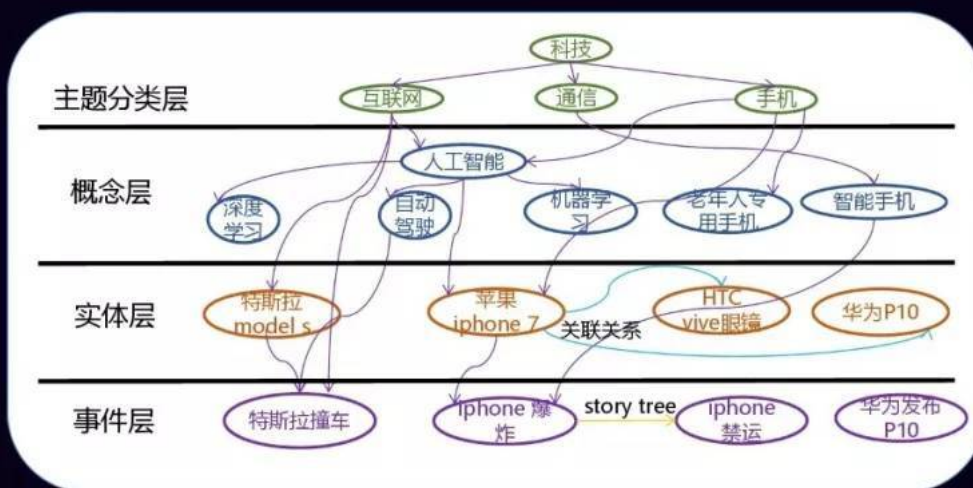 科技
主题分类层
互联网
通信
手机
人工智能
概念层
深度
学习
自动
驾驶
机器学
习
老年人专
用手机
智能手机
实体层
特斯拉
model s
苹果
iphone 7
关联关系
HTC
vive眼镜
华为P10
事件层
特斯拉撞车
iphone 爆
炸
story tree
iphone
禁运
华为发布
P10